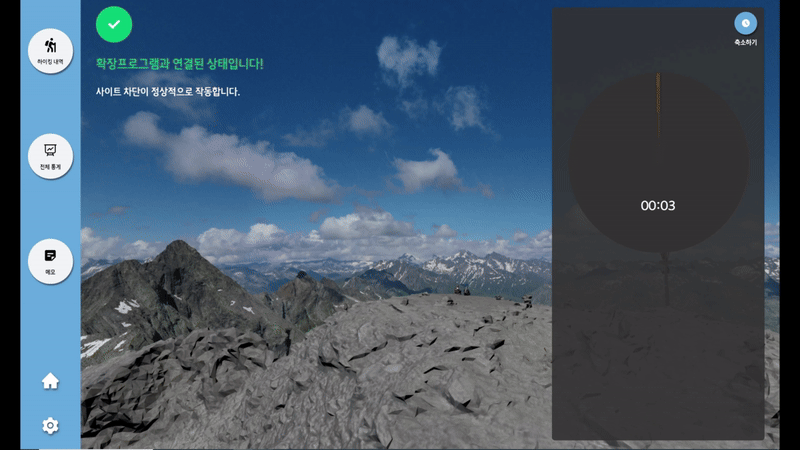 하이킹 내역
전체 통계
메모
확장프로그램과 연결된 상태입니다!
사이트 차단이 정상적으로 작동합니다.
축소하기
00:03